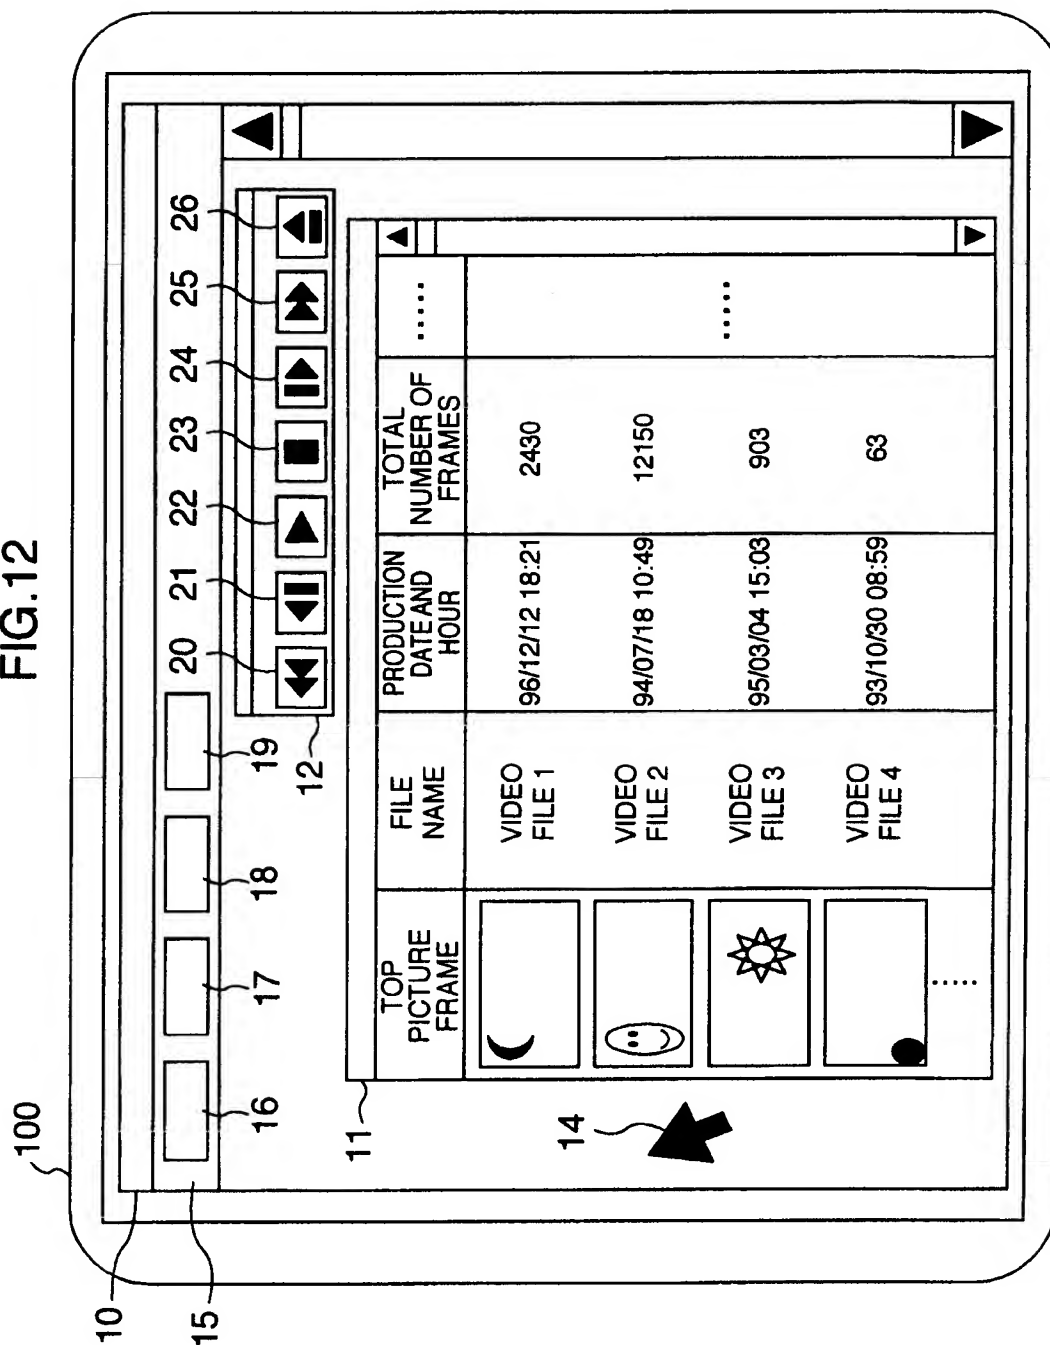 FIG.12
100
10
15
16
17
18
19
20
21
22
23
24
25
26
12
11
14
TOP
PICTURE
FRAME
FILE
NAME
PRODUCTION
DATE AND
HOUR
TOTAL
NUMBER OF
FRAMES
.....
VIDEO
FILE 1
96/12/12 18:21
2430
VIDEO
FILE 2
94/07/18 10:49
12150
VIDEO
FILE 3
95/03/04 15:03
903
.....
VIDEO
FILE 4
93/10/30 08:59
63
.....